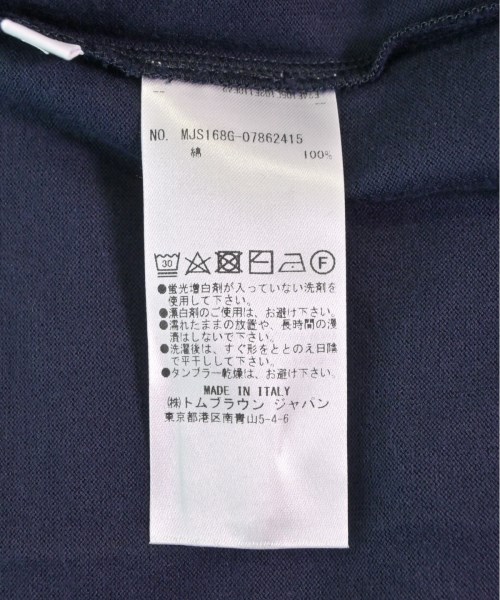 NO. MJS168G-07862415
綿 100%
30 F
●蛍光増白剤が入っていない洗剤を
使用して下さい。
●漂白剤のご使用は、お避け下さい。
●濡れたままの放置や、長時間の浸
漬はしないで下さい。
●洗濯後は、すぐ形をととのえ日陰
で平干しして下さい。
●タンブラー乾燥は、お避け下さい。
MADE IN ITALY
㈱トムブラウン ジャパン
東京都港区南青山5-4-6